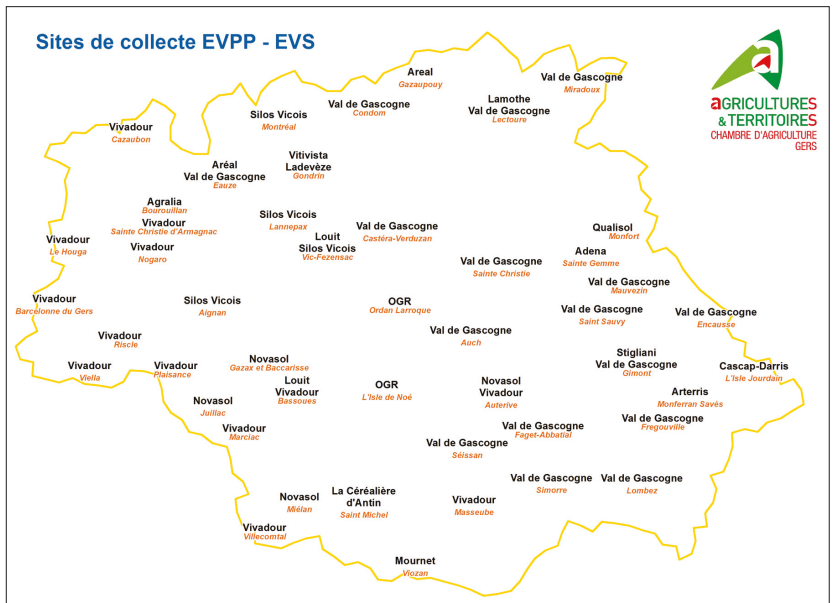 Sites de collecte EVPP - EVS
aGRICULTURES
& TERRITOIRES
CHAMBRE D'AGRICULTURE
GERS
Areal
Gazaupouy
Val de Gascogne
Miradoux
Val de Gascogne
Condom
Lamothe
Val de Gascogne
Lectoure
Silos Vicois
Montréal
Vivadour
Cazaubon
Vitivista
Ladevèze
Gondrin
Aréal
Val de Gascogne
Eauze
Agralia
Bourouillan
Vivadour
Sainte Christie d'Armagnac
Silos Vicois
Lannepax
Val de Gascogne
Castéra-Verduzan
Qualisol
Monfort
Vivadour
Le Houga
Vivadour
Nogaro
Louit
Silos Vicois
Vic-Fezensac
Adena
Sainte Gemme
Val de Gascogne
Sainte Christie
Val de Gascogne
Mauvezin
Vivadour
Barcelonne du Gers
Silos Vicois
Aignan
OGR
Ordan Larroque
Val de Gascogne
Saint Sauvy
Val de Gascogne
Encausse
Vivadour
Riscle
Val de Gascogne
Auch
Vivadour
Viella
Vivadour
Plaisance
Novasol
Gazax et Baccarisse
Stigliani
Val de Gascogne
Gimont
Cascap-Darris
L'Isle Jourdain
Louit
Vivadour
Bassoues
OGR
L'Isle de Noé
Novasol
Vivadour
Auterive
Arterris
Monferran Savés
Novasol
Juillac
Vivadour
Marciac
Val de Gascogne
Faget-Abbatial
Val de Gascogne
Fregouville
Val de Gascogne
Séissan
Val de Gascogne
Simorre
Val de Gascogne
Lombez
Novasol
Miélan
La Céréalière
d'Antin
Saint Michel
Vivadour
Masseube
Vivadour
Villecomtal
Mournet
Viozan